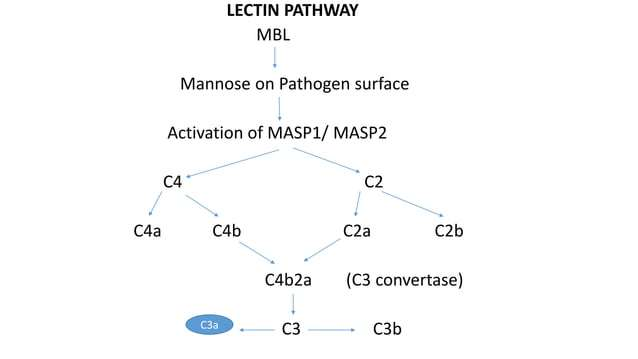 LECTIN PATHWAY
MBL
Mannose on Pathogen surface
Activation of MASP1/ MASP2
C4 C2
C4a C4b C2a C2b
C4b2a (C3 convertase)
C3a C3 C3b